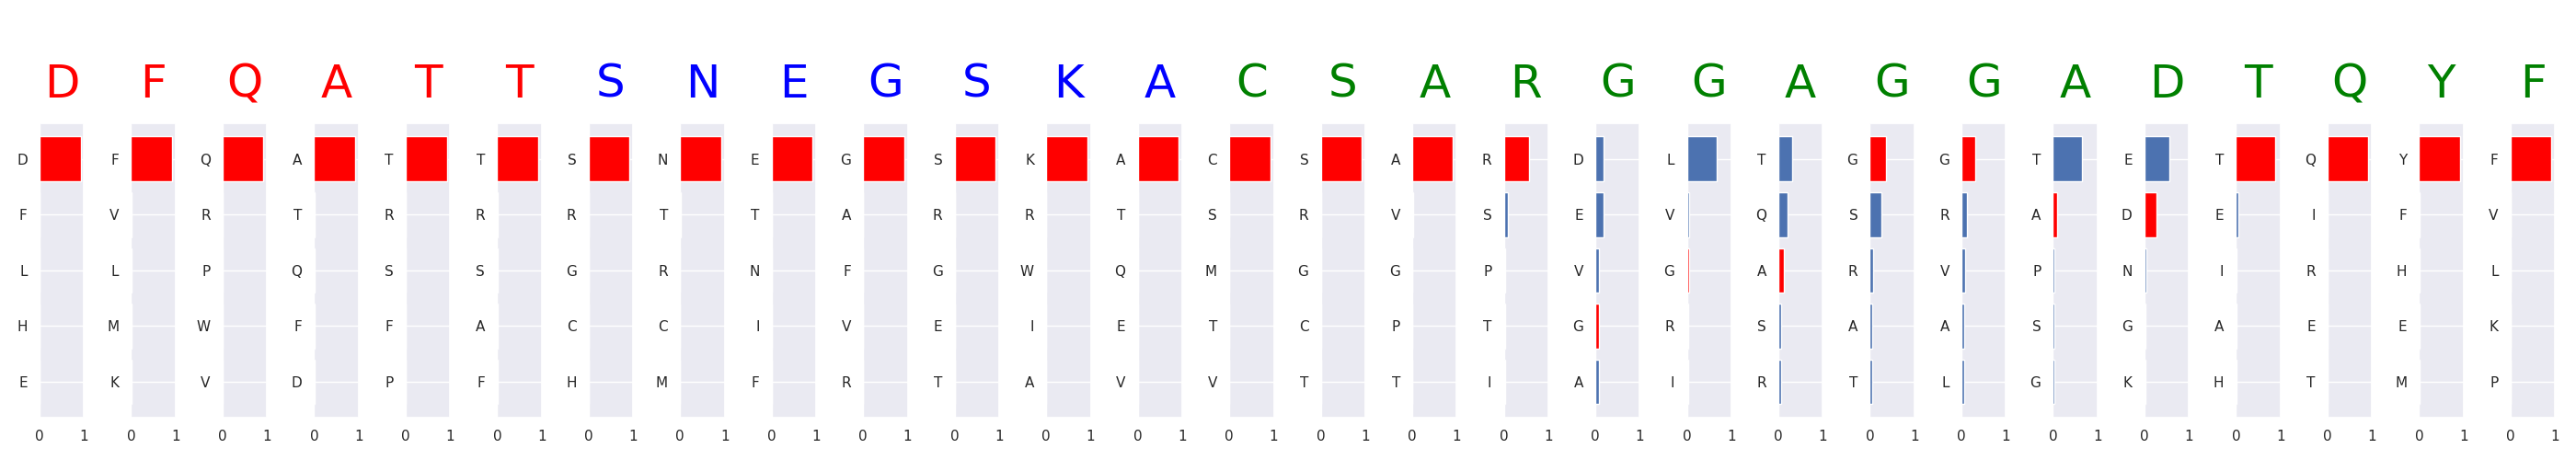 D F Q A T T S N E G S K A C S A R G G A G G A D T Q Y F
D F Q A T T S N E G S K A C S A R D L T G G T E T Q Y F
F V R T R R R T T A R R T S R V S E V Q S R A D E I F V
L L P Q S S G R N F G W Q M G G P V G A R V P N I R H L
H M W F F A C C I V E I E T C P T G R S A A S G A E E K
E K V D P F H M F R T A V V T T I A I R T L G K H T M P
0 1 0 1 0 1 0 1 0 1 0 1 0 1 0 1 0 1 0 1 0 1 0 1 0 1 0 1 0 1 0 1 0 1 0 1 0 1 0 1 0 1 0 1 0 1 0 1 0 1 0 1 0 1 0 1